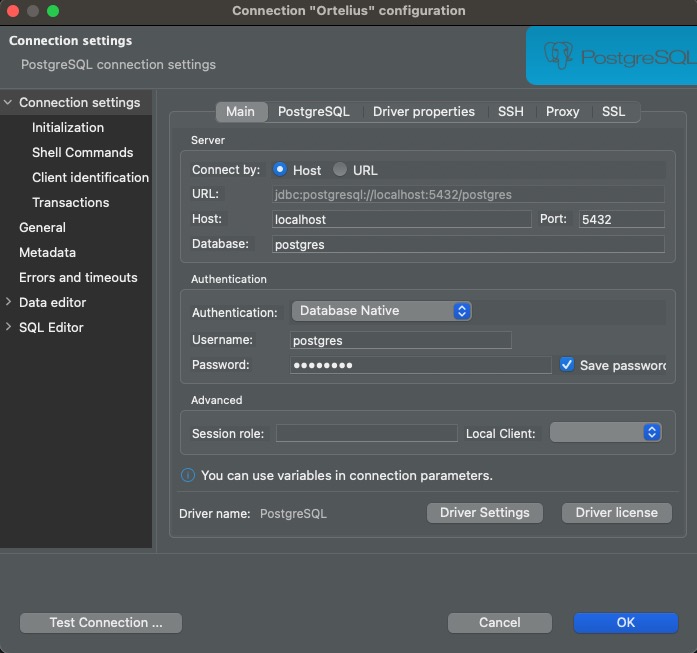 Connection "Ortelius" configuration
Connection settings
PostgreSQL connection settings
PostgreSQL
Connection settings
Initialization
Shell Commands
Client identification
Transactions
General
Metadata
Errors and timeouts
Data editor
SQL Editor
Main PostgreSQL Driver properties SSH Proxy SSL
Server
Connect by: Host URL
URL: jdbc:postgresql://localhost:5432/postgres
Host: localhost Port: 5432
Database: postgres
Authentication
Authentication: Database Native
Username: postgres
Password: •••••••• Save password
Advanced
Session role: Local Client:
You can use variables in connection parameters.
Driver name: PostgreSQL Driver Settings Driver license
Test Connection ... Cancel OK